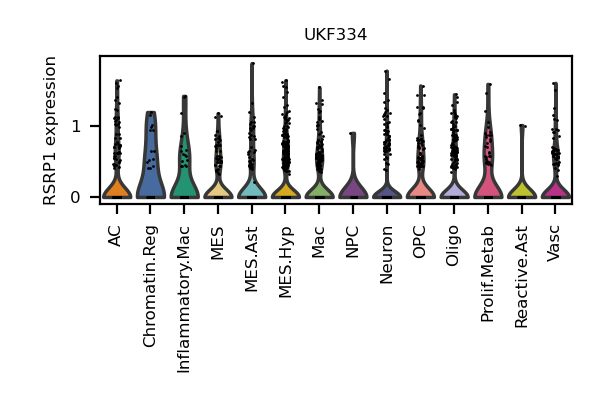 UKF334
RSRP1 expression
1
0
AC
Chromatin.Reg
Inflammatory.Mac
MES
MES.Ast
MES.Hyp
Mac
NPC
Neuron
OPC
Oligo
Prolif.Metab
Reactive.Ast
Vasc